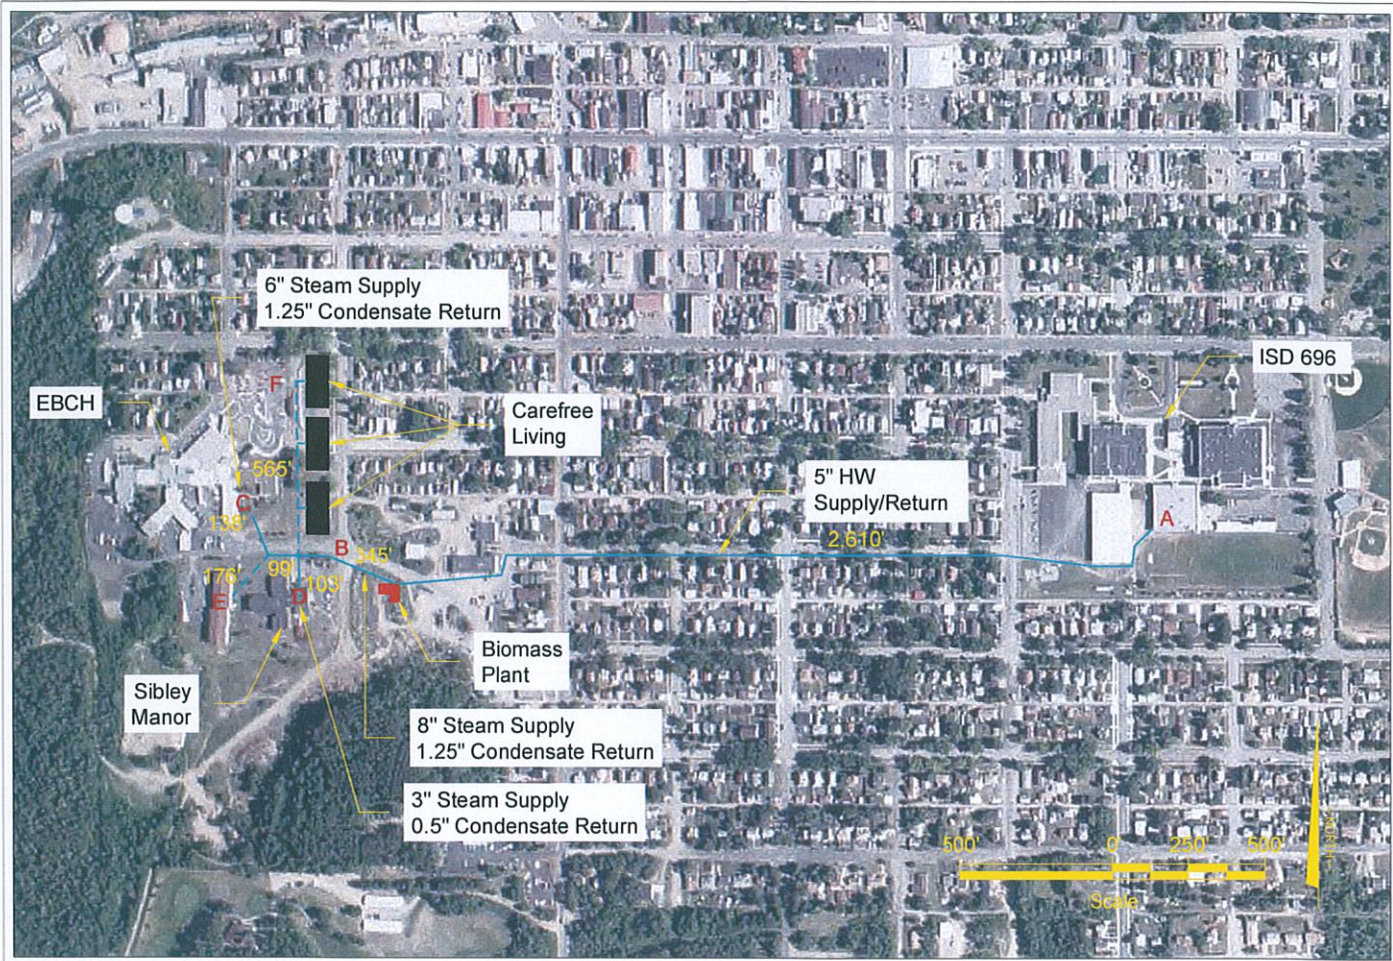 6" Steam Supply
1.25" Condensate Return
ISD 696
F
EBCH
Carefree
Living
565'
5" HW
Supply/Return
C
138'
A
2,610'
B
345'
99'
176'
103'
E
D
Biomass
Plant
Sibley
Manor
8" Steam Supply
1.25" Condensate Return
3" Steam Supply
0.5" Condensate Return
500'
0'
250'
500'
Scale
NORTH